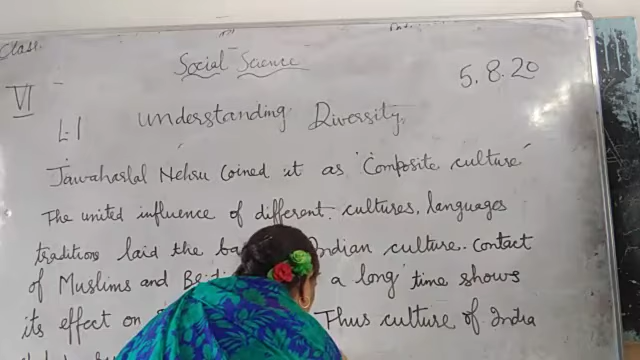 Class
Social Science
5.8.20
VI
L.1 Understanding Diversity.
Jawaharlal Nehru coined it as "Composite culture"
The united influence of different cultures, languages
traditions laid the Indian culture. Contact
of Muslims and a long time shows
its effect on Thus culture of India